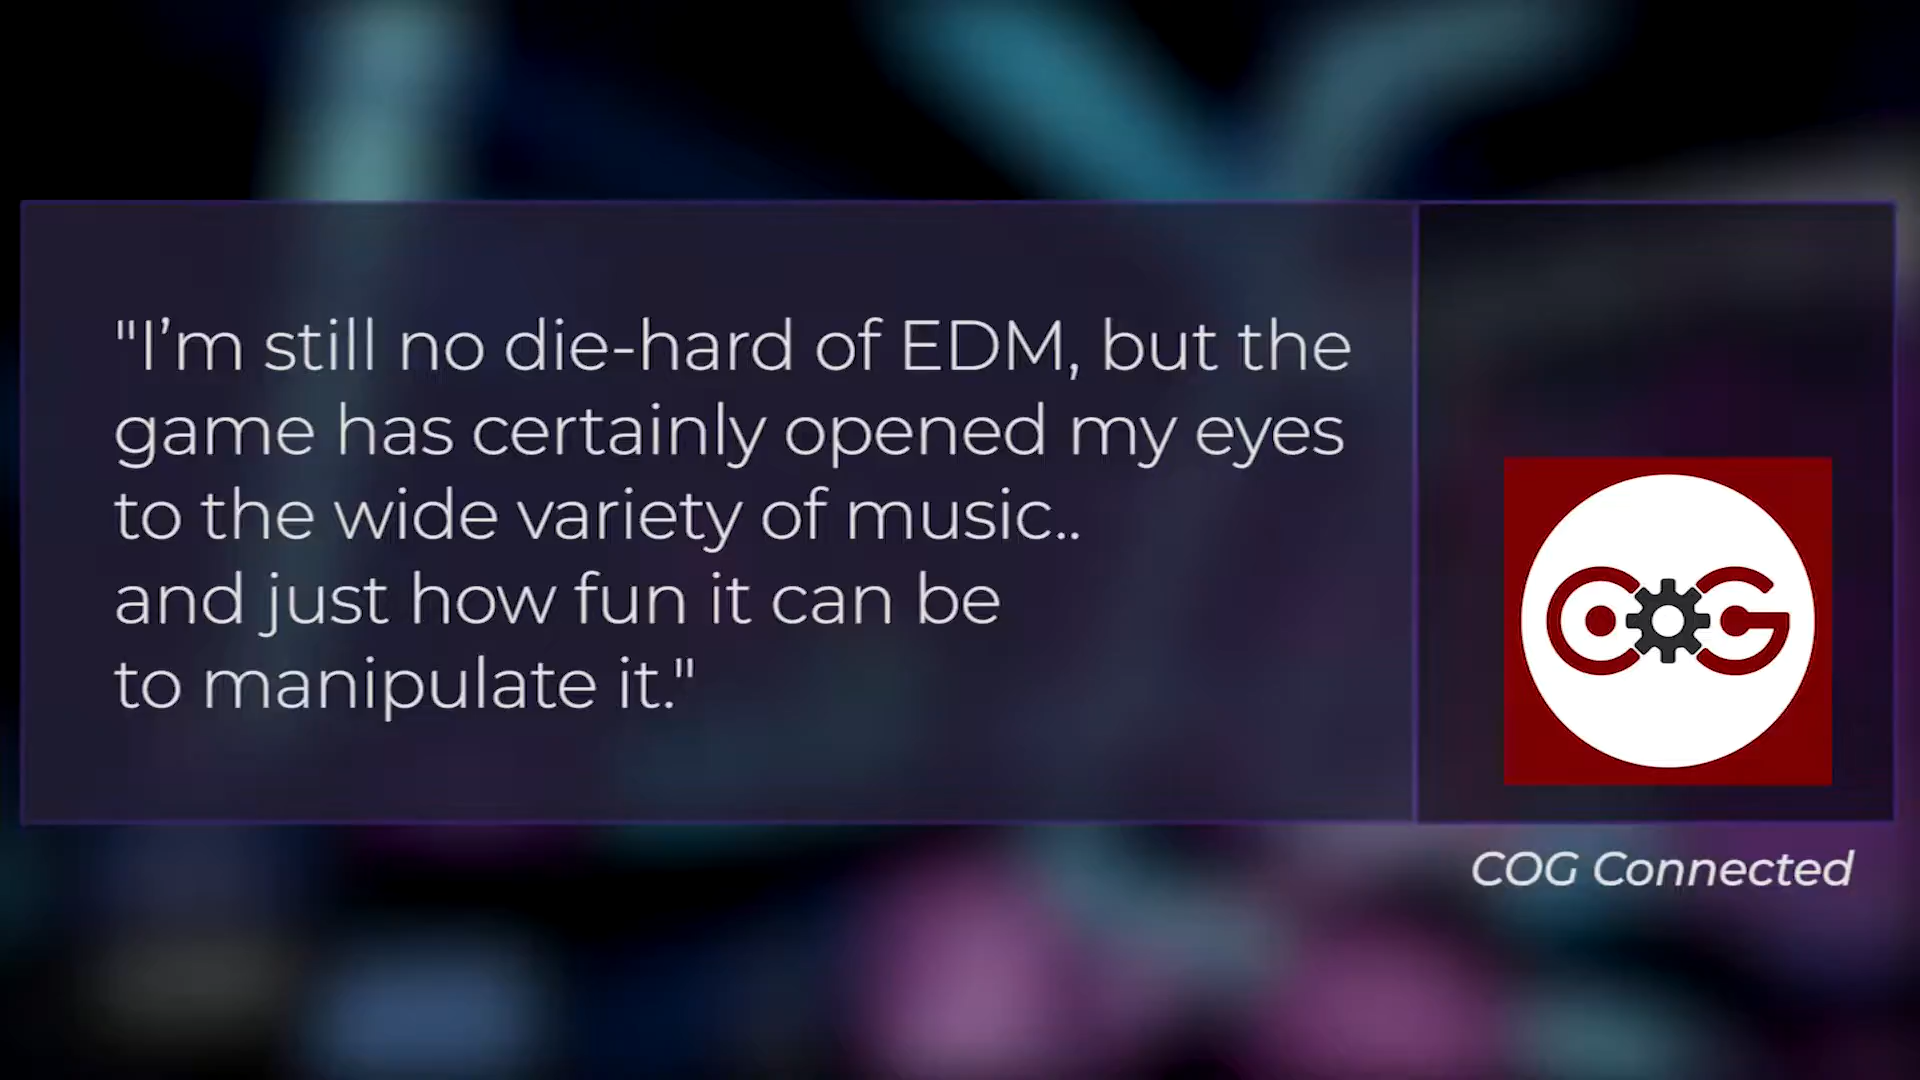 "I’m still no die-hard of EDM, but the
game has certainly opened my eyes
to the wide variety of music..
and just how fun it can be
to manipulate it."
COG
COG Connected